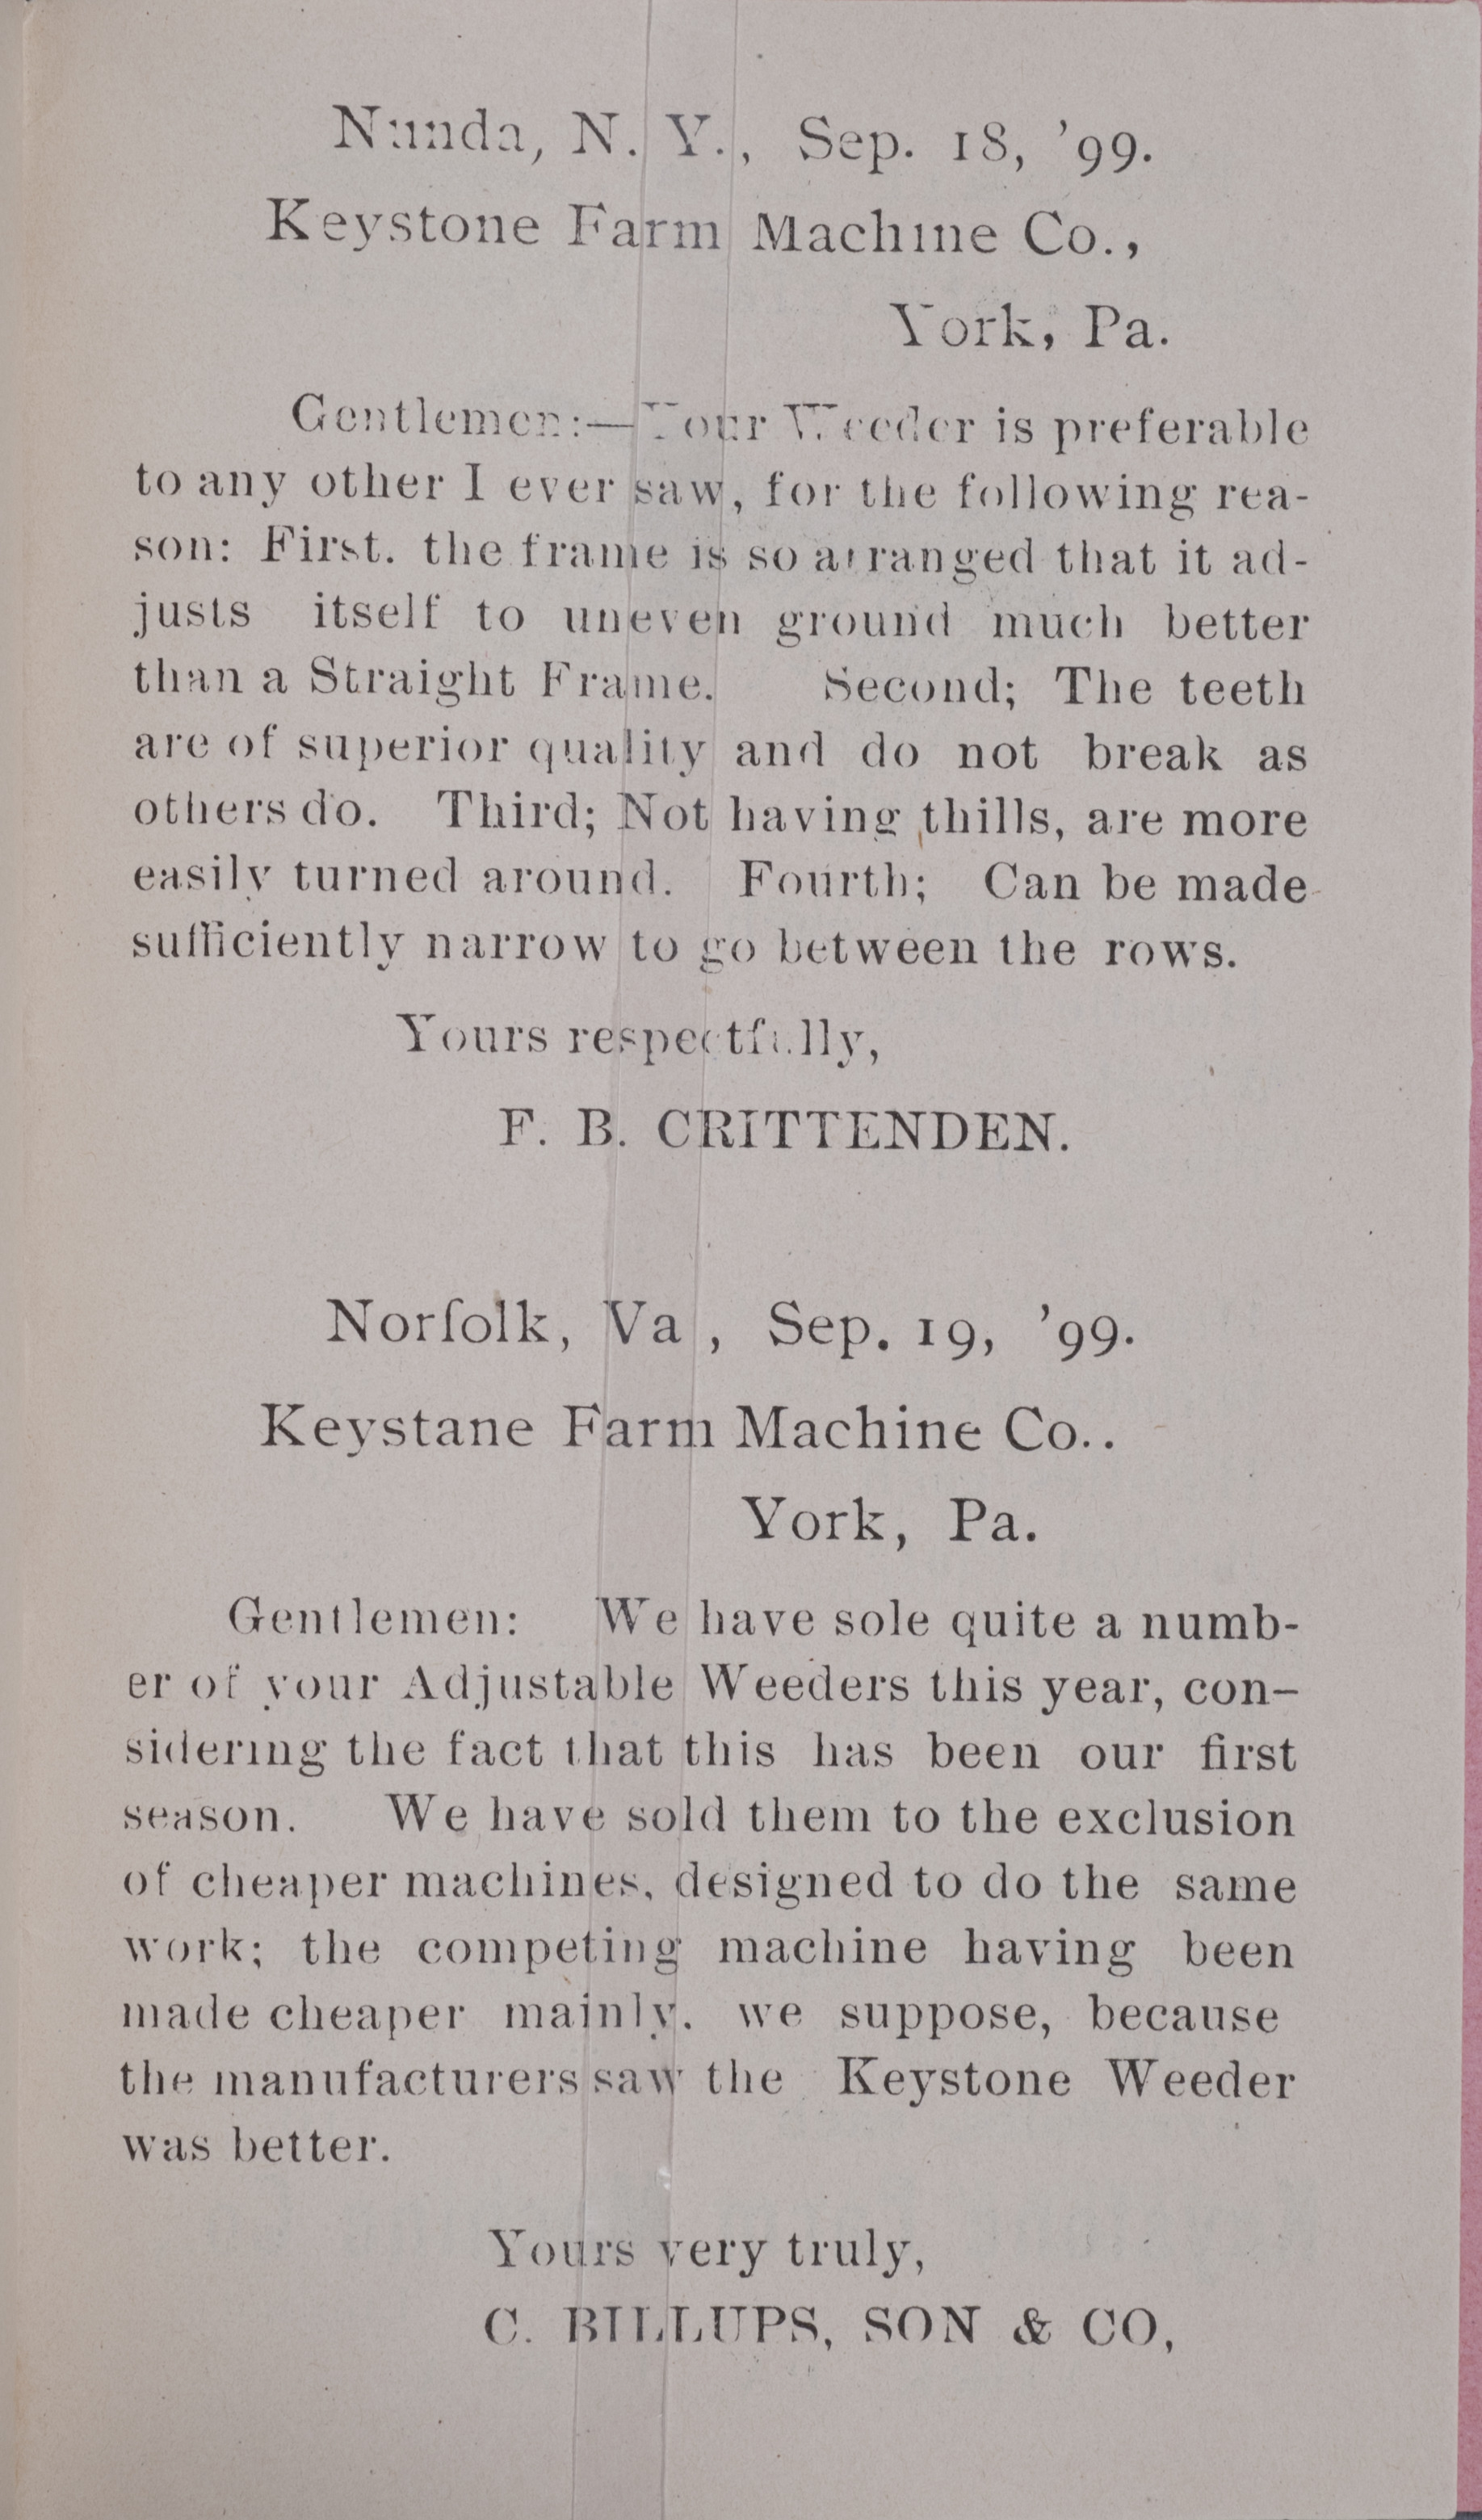 Nunda, N. Y., Sep. 18, '99.
Keystone Farm Machine Co.,
York, Pa.
Gentlemen:—Your Weeder is preferable
to any other I ever saw, for the following rea-
son: First. the frame is so arranged that it ad-
justs itself to uneven ground much better
than a Straight Frame. Second; The teeth
are of superior quality and do not break as
others do. Third; Not having thills, are more
easily turned around. Fourth; Can be made
sufficiently narrow to go between the rows.
Yours respectfully,
F. B. CRITTENDEN.
Norfolk, Va , Sep. 19, '99.
Keystane Farm Machine Co..
York, Pa.
Gentlemen: We have sole quite a numb-
er of your Adjustable Weeders this year, con-
sidering the fact that this has been our first
season. We have sold them to the exclusion
of cheaper machines, designed to do the same
work; the competing machine having been
made cheaper mainly. we suppose, because
the manufacturers saw the Keystone Weeder
was better.
Yours very truly,
C. BILLUPS, SON & CO,